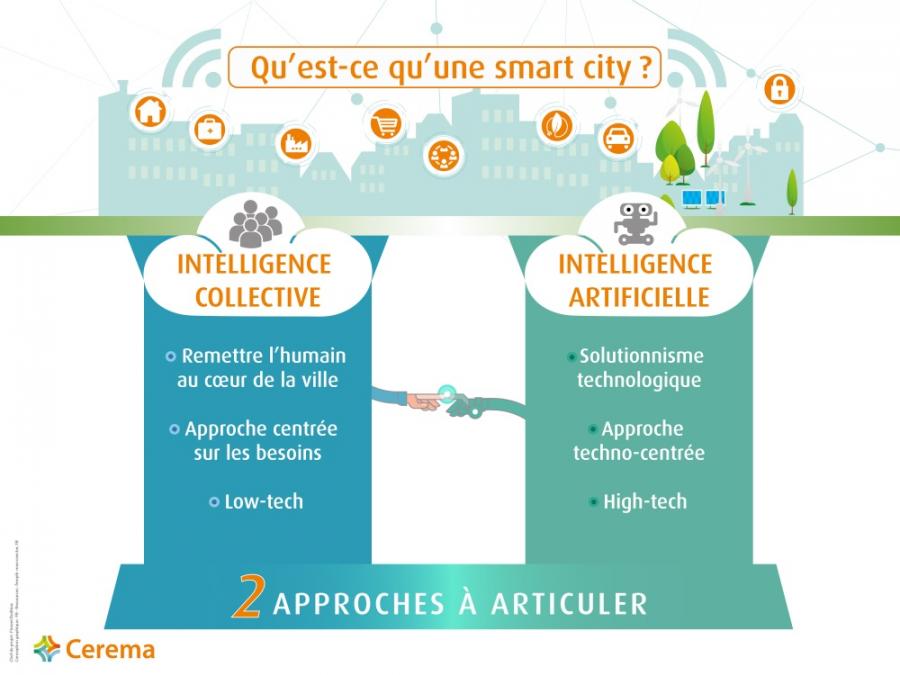 Qu'est-ce qu'une smart city ?
INTELLIGENCE
COLLECTIVE
Remettre l'humain
au cœur de la ville
Approche centrée
sur les besoins
Low-tech
INTELLIGENCE
ARTIFICIELLE
Solutionnisme
technologique
Approche
techno-centrée
High-tech
2 APPROCHES À ARTICULER
Cerema